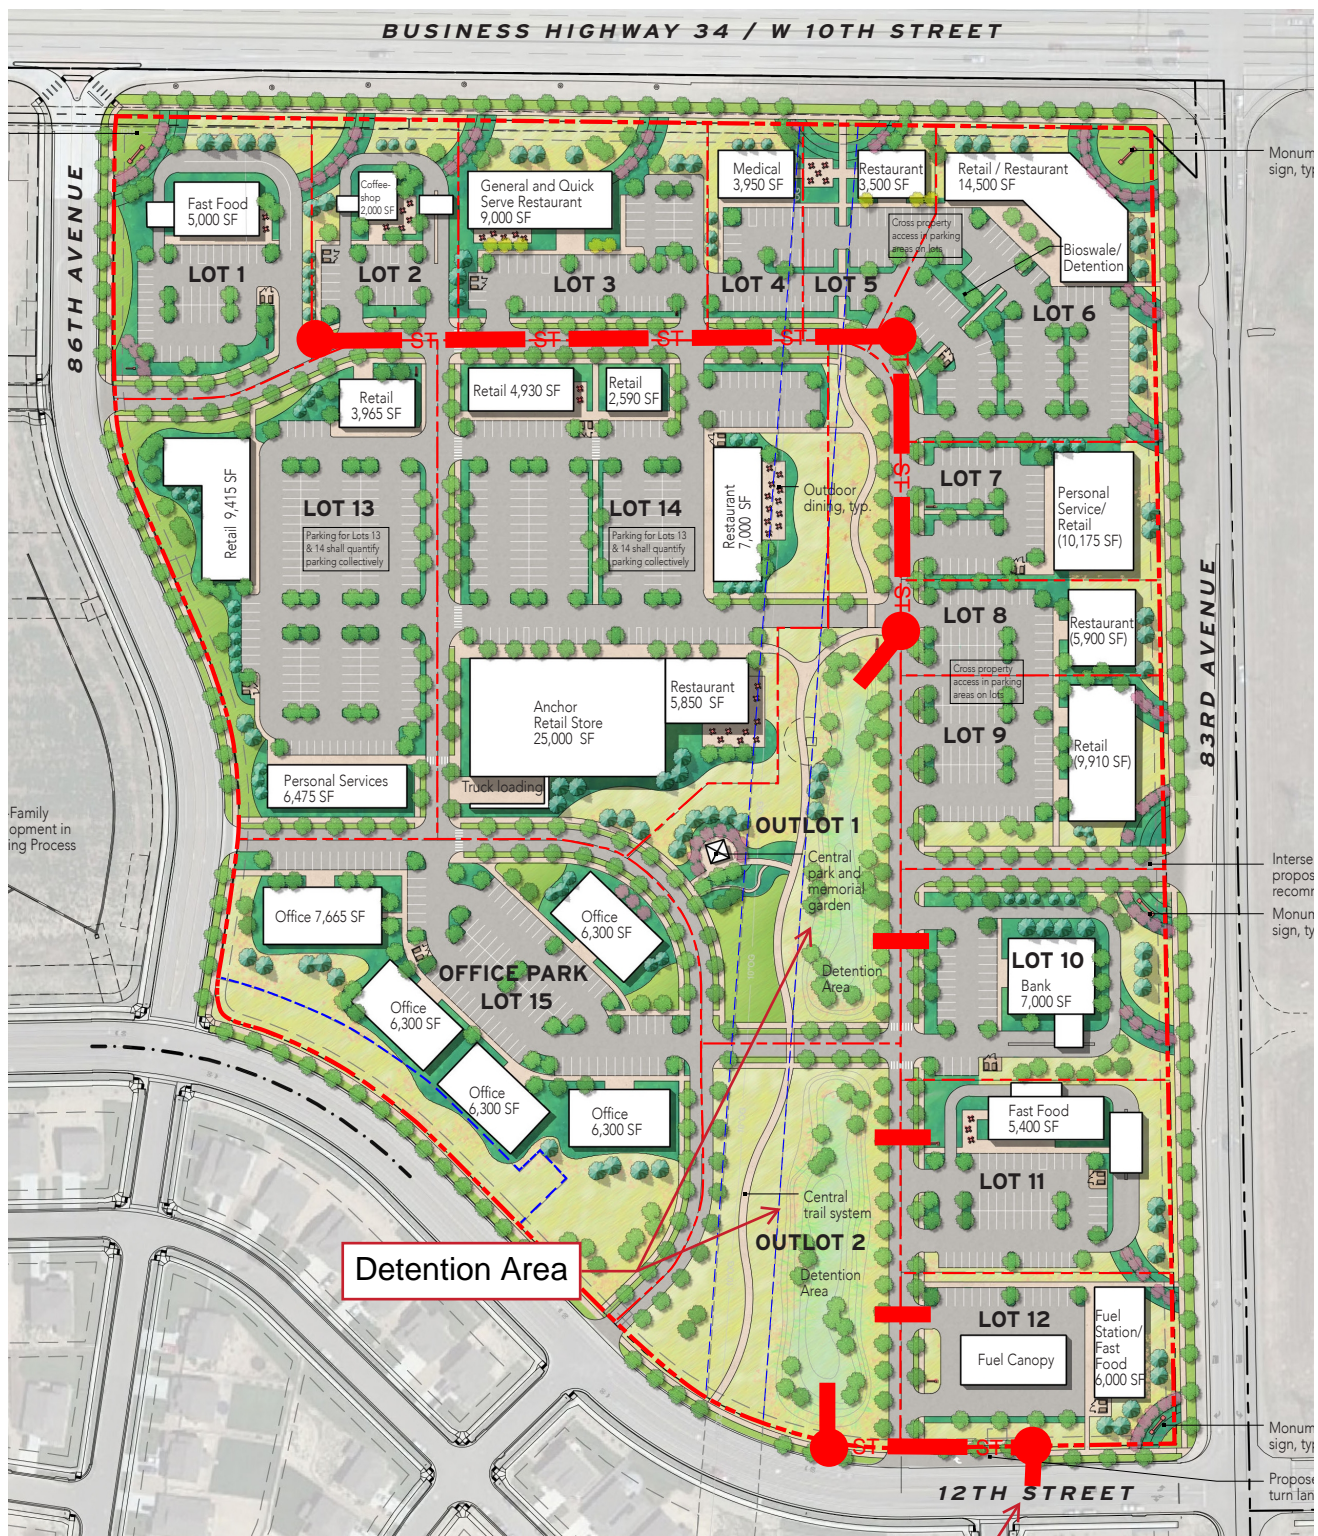 BUSINESS HIGHWAY 34 / W 10TH STREET
86TH AVENUE
Fast Food
5,000 SF
LOT 1
Coffee-
shop
2,000 SF
LOT 2
General and Quick
Serve Restaurant
9,000 SF
LOT 3
Medical
3,950 SF
LOT 4
Restaurant
3,500 SF
LOT 5
Retail / Restaurant
14,500 SF
Cross property
access in parking
areas on lots
Bioswale/
Detention
LOT 6
Monum
sign, typ
ST
ST
ST
ST
Retail
3,965 SF
Retail 4,930 SF
Retail
2,590 SF
Retail 9,415 SF
LOT 13
Parking for Lots 13
& 14 shall quantify
parking collectively
LOT 14
Parking for Lots 13
& 14 shall quantify
parking collectively
Restaurant
7,000 SF
Outdoor
dining, typ.
ST
ST
LOT 7
Personal
Service/
Retail
(10,175 SF)
LOT 8
Restaurant
(5,900 SF)
Cross property
access in parking
areas on lots
LOT 9
Retail
(9,910 SF)
83RD AVENUE
Anchor
Retail Store
25,000 SF
Restaurant
5,850 SF
Truck loading
Personal Services
6,475 SF
-Family
opment in
ing Process
OUTLOT 1
Central
park and
memorial
garden
Detention
Area
Interse
propos
recomm
Monum
sign, ty
Office 7,665 SF
Office
6,300 SF
OFFICE PARK
LOT 15
Office
6,300 SF
Office
6,300 SF
Office
6,300 SF
LOT 10
Bank
7,000 SF
Fast Food
5,400 SF
LOT 11
Central
trail system
OUTLOT 2
Detention
Area
Detention Area
LOT 12
Fuel Canopy
Fuel
Station/
Fast
Food
6,000 SF
ST
ST
Monum
sign, typ
Propose
turn lan
12TH STREET